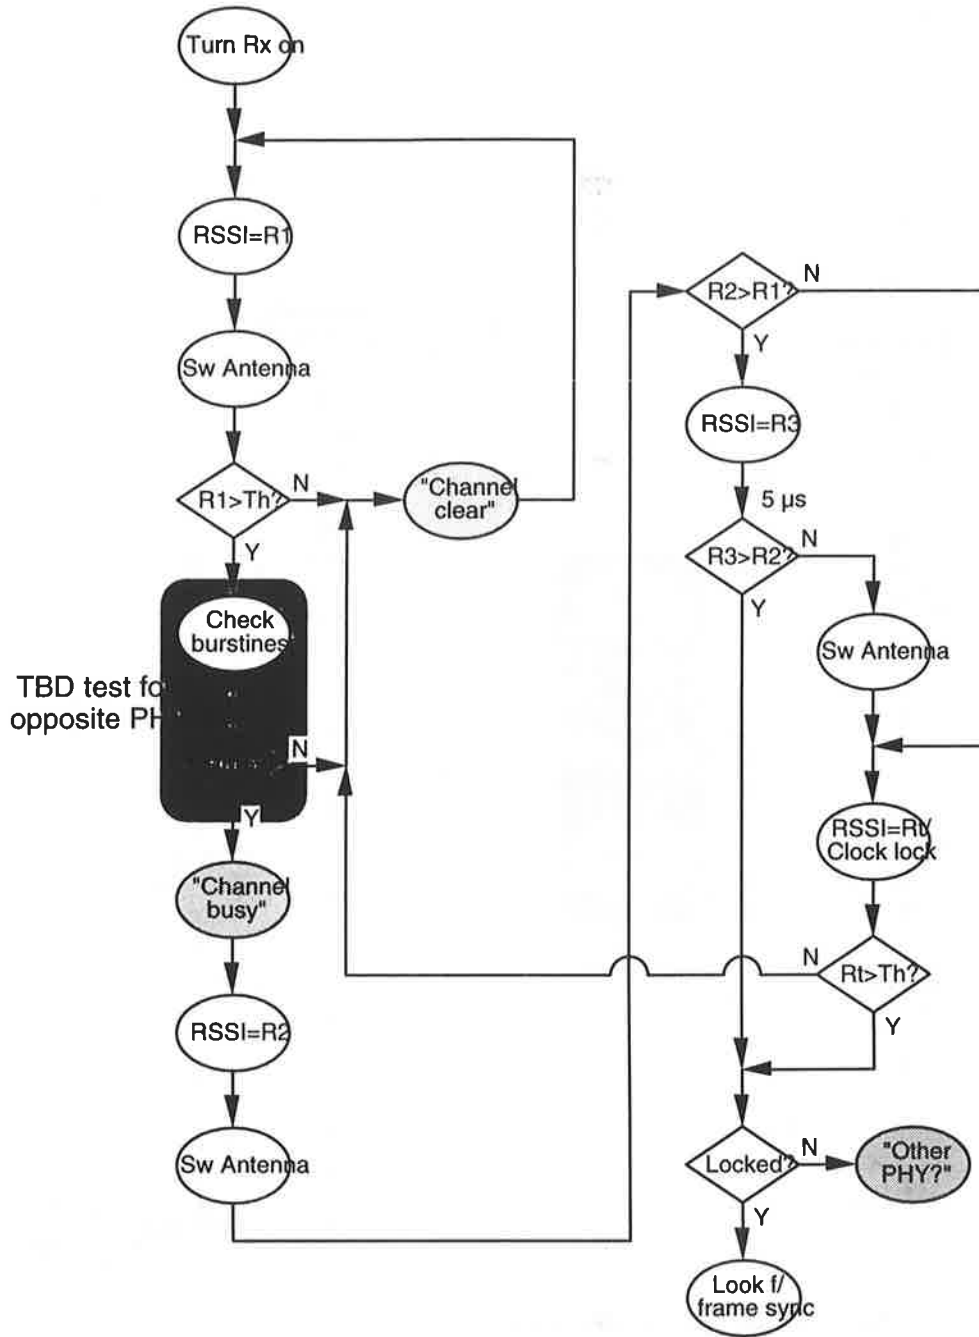 Turn Rx on
RSSI=R1
Sw Antenna
R1>Th?
N
Y
"Channel
clear"
Check
burstines
TBD test fo
opposite PH
N
Y
"Channel
busy"
RSSI=R2
Sw Antenna
R2>R1?
N
Y
RSSI=R3
5 µs
R3>R2?
N
Y
Sw Antenna
RSSI=Rt/
Clock lock
Rt>Th?
N
Y
Locked?
N
Y
"Other
PHY?"
Look f/
frame sync